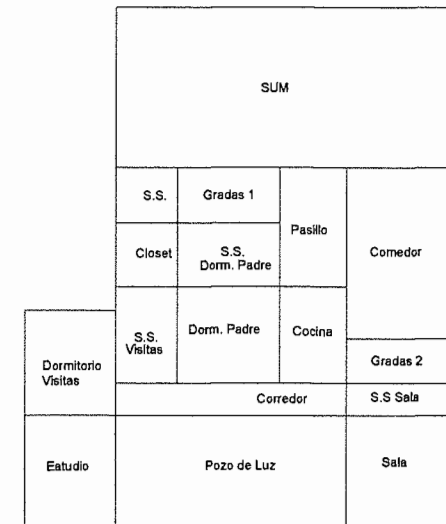 SUM
S.S.
Gradas 1
Pasillo
Comedor
Closet
S.S.
Dorm. Padre
S.S.
Visitas
Dorm. Padre
Cocina
Gradas 2
Dormitorio
Visitas
Corredor
S.S Sala
Estudio
Pozo de Luz
Sala